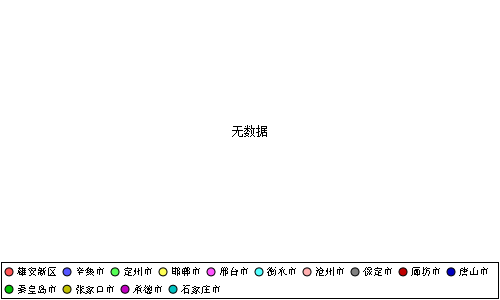 无数据
雄安新区 辛集市 定州市 邯郸市 邢台市 衡水市 沧州市 保定市 廊坊市 唐山市
秦皇岛市 张家口市 承德市 石家庄市